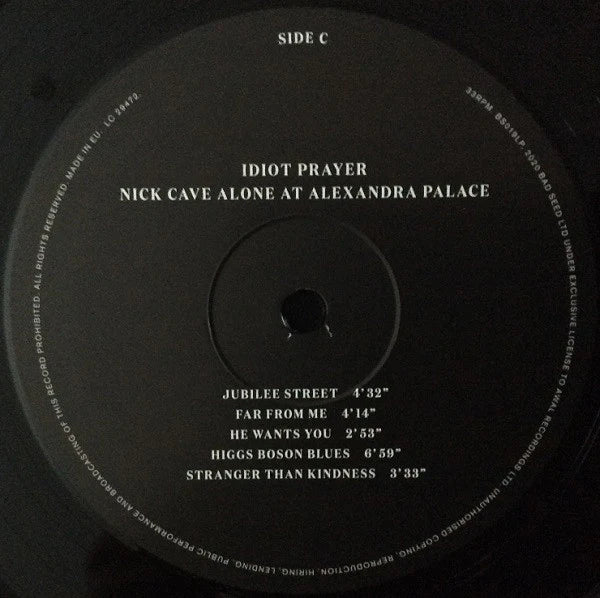 SIDE C
IDIOT PRAYER
NICK CAVE ALONE AT ALEXANDRA PALACE
JUBILEE STREET 4'32"
FAR FROM ME 4'14"
HE WANTS YOU 2'53"
HIGGS BOSON BLUES 6'59"
STRANGER THAN KINDNESS 3'33"
33RPM. BS019LP. 2020 BAD SEED LTD UNDER EXCLUSIVE LICENSE TO AWAL RECORDINGS LTD. UNAUTHORISED COPYING, REPRODUCTION, HIRING, LENDING, PUBLIC PERFORMANCE AND BROADCASTING OF THIS RECORD PROHIBITED. ALL RIGHTS RESERVED. MADE IN EU. LC 29472.